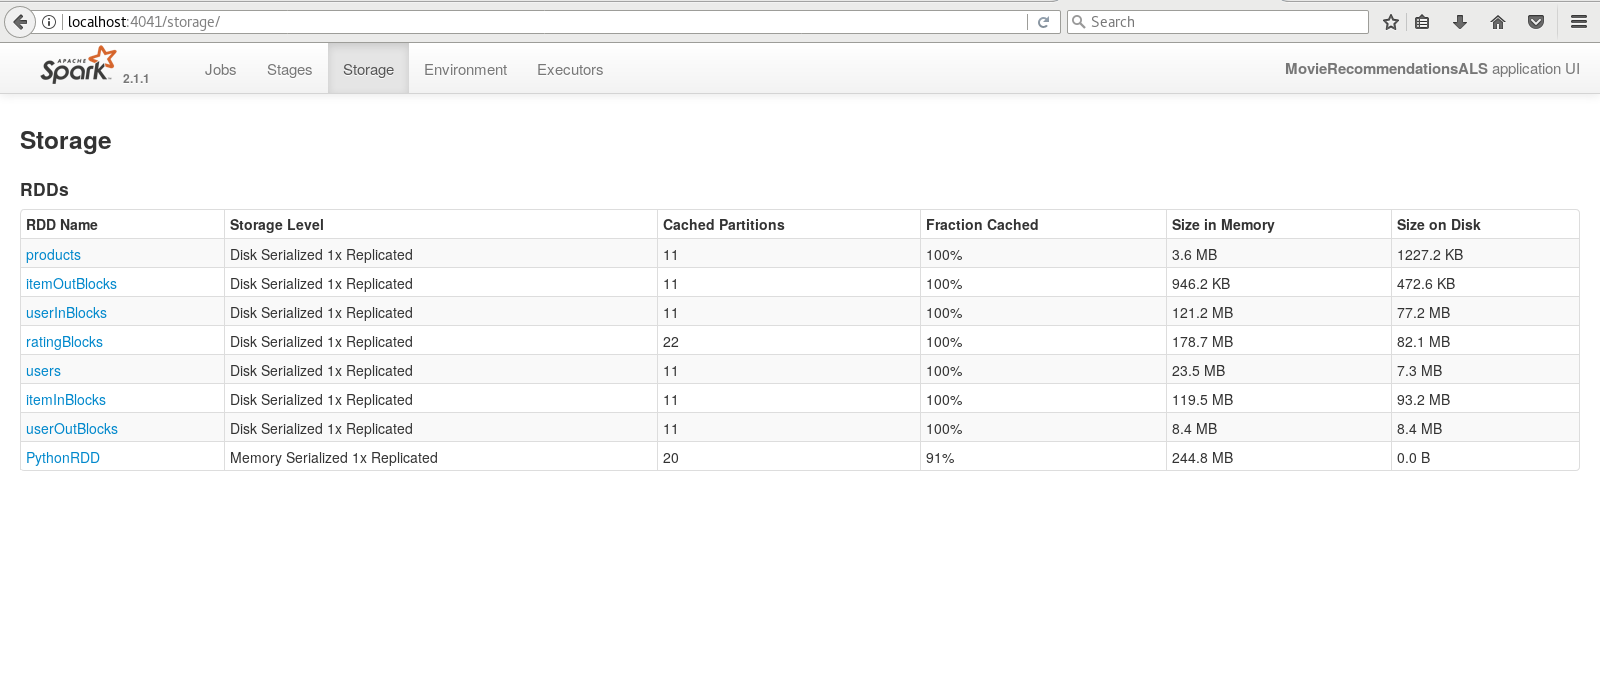 localhost:4041/storage/
Search
APACHE
Spark 2.1.1
Jobs Stages Storage Environment Executors
MovieRecommendationsALS application UI
Storage
RDDs
RDD Name Storage Level Cached Partitions Fraction Cached Size in Memory Size on Disk
products Disk Serialized 1x Replicated 11 100% 3.6 MB 1227.2 KB
itemOutBlocks Disk Serialized 1x Replicated 11 100% 946.2 KB 472.6 KB
userInBlocks Disk Serialized 1x Replicated 11 100% 121.2 MB 77.2 MB
ratingBlocks Disk Serialized 1x Replicated 22 100% 178.7 MB 82.1 MB
users Disk Serialized 1x Replicated 11 100% 23.5 MB 7.3 MB
itemInBlocks Disk Serialized 1x Replicated 11 100% 119.5 MB 93.2 MB
userOutBlocks Disk Serialized 1x Replicated 11 100% 8.4 MB 8.4 MB
PythonRDD Memory Serialized 1x Replicated 20 91% 244.8 MB 0.0 B